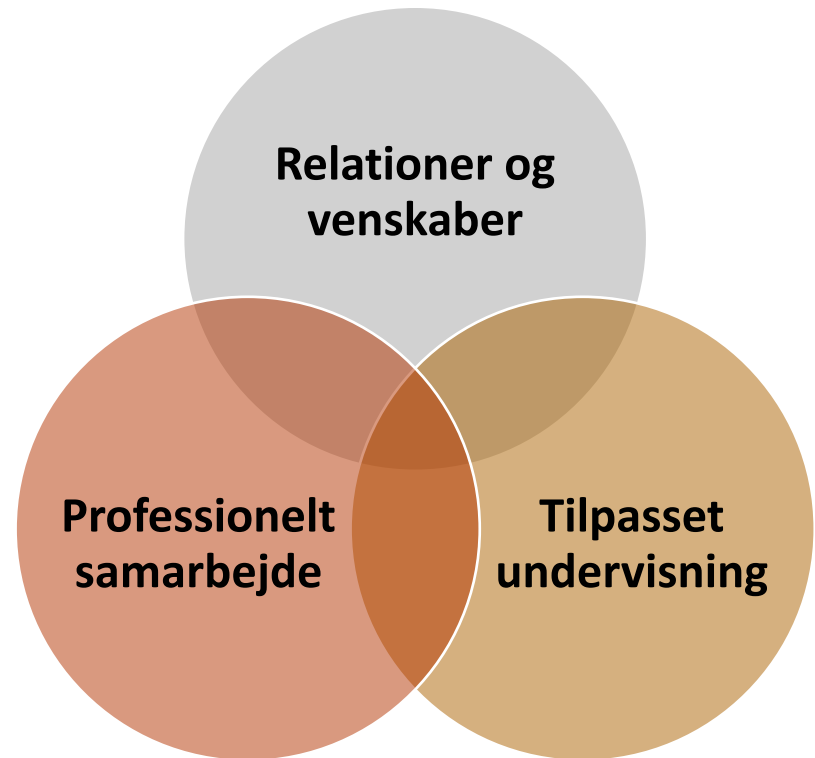 Relationer og
venskaber
Professionelt
samarbejde
Tilpasset
undervisning